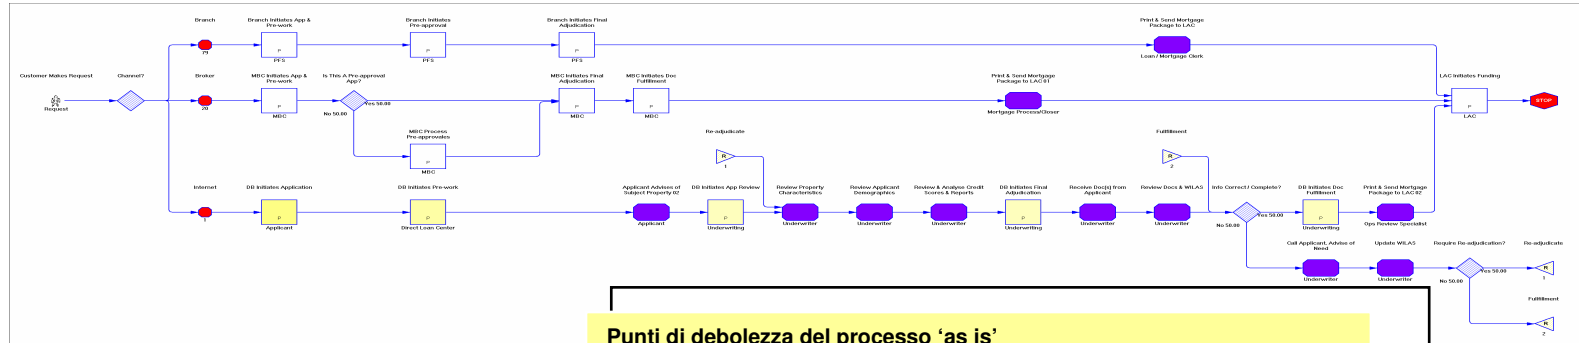 Branch
Branch Initiates App &
Pre-work
Branch Initiates
Pre-approval
Branch Initiates Final
Adjudication
Print & Send Mortgage
Package to LAC
79
P
PFS
P
PFS
P
PFS
Loan / Mortgage Clerk
Customer Makes Request
Channel?
Broker
MBC Initiates App &
Pre-work
Is This A Pre-approval
App?
MBC Initiates Final
Adjudication
MBC Initiates Doc
Fulfillment
Print & Send Mortgage
Package to LAC 01
LAC Initiates Funding
Request
20
P
MBC
Yes 50.00
No 50.00
P
MBC
P
MBC
Mortgage Process/Closer
P
LAC
STOP
MBC Process
Pre-approvales
P
MBC
Re-adjudicate
R
1
Fulfillment
R
2
Internet
DB Initiates Application
DB Initiates Pre-work
Applicant Advises of
Subject Property 02
DB Initiates App Review
Review Property
Characteristics
Review Applicant
Demographics
Review & Analyse Credit
Scores & Reports
DB Initiates Final
Adjudication
Receive Doc(s) from
Applicant
Review Docs & WILAS
Info Correct / Complete?
DB Initiates Doc
Fulfillment
Print & Send Mortgage
Package to LAC 02
1
P
Applicant
P
Direct Loan Center
Applicant
P
Underwriting
Underwriter
Underwriter
Underwriter
P
Underwriting
Underwriter
Underwriter
Yes 50.00
No 50.00
P
Underwriting
Ops Review Specialist
Call Applicant, Advise of
Need
Update WILAS
Require Re-adjudication?
Re-adjudicate
Underwriter
Underwriter
Yes 50.00
No 50.00
R
1
Fulfillment
R
2
Punti di debolezza del processo ‘as is’